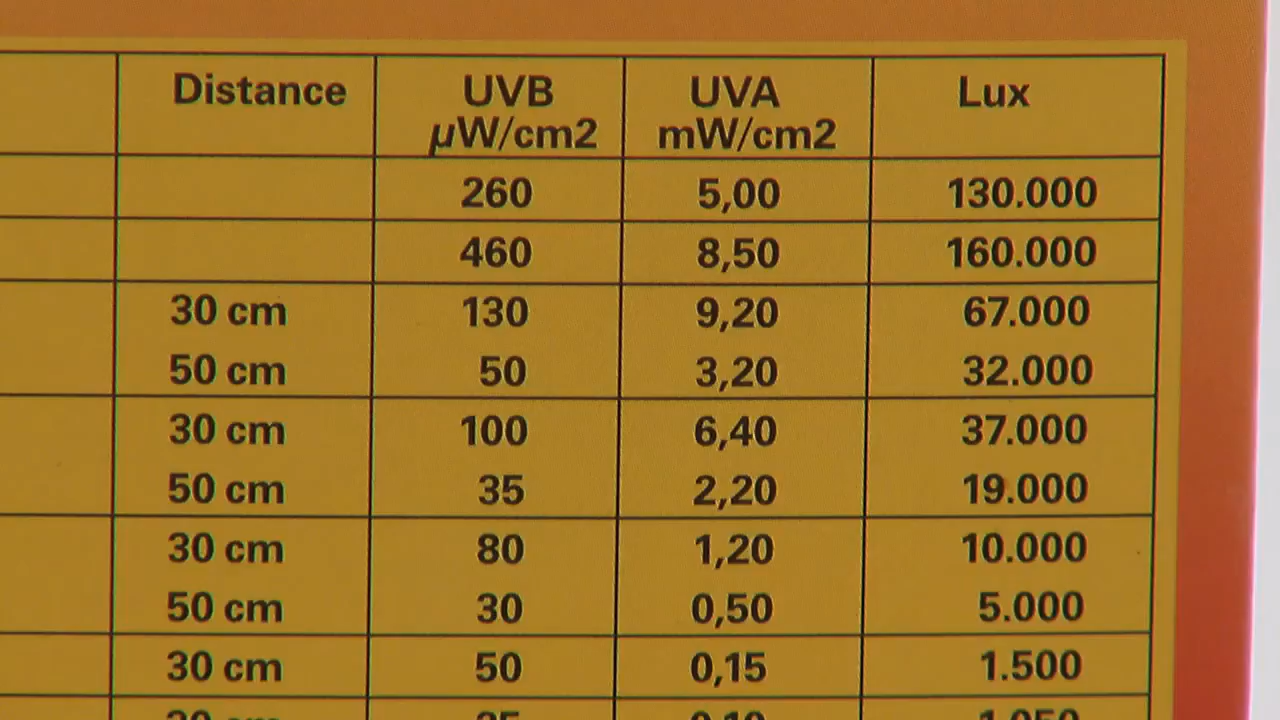 Distance UVB UVA Lux
µW/cm2 mW/cm2
260 5,00 130.000
460 8,50 160.000
30 cm 130 9,20 67.000
50 cm 50 3,20 32.000
30 cm 100 6,40 37.000
50 cm 35 2,20 19.000
30 cm 80 1,20 10.000
50 cm 30 0,50 5.000
30 cm 50 0,15 1.500